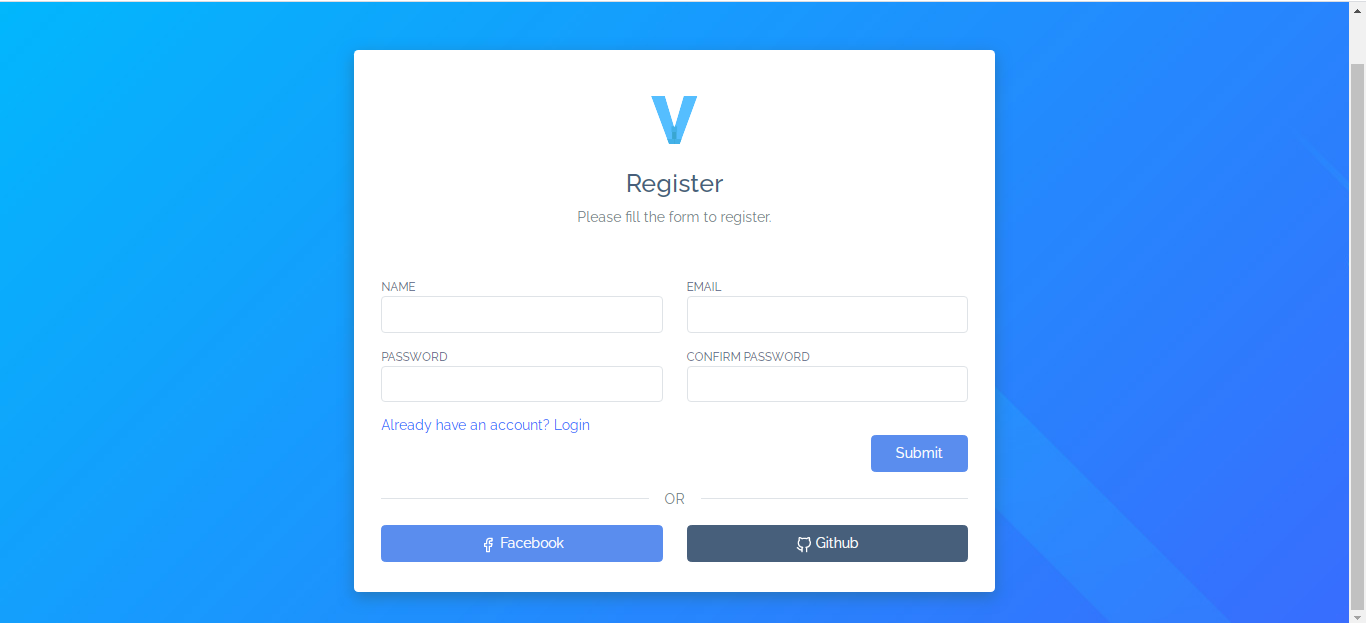 V
Register
Please fill the form to register.
NAME
EMAIL
PASSWORD
CONFIRM PASSWORD
Already have an account? Login
Submit
OR
Facebook
Github